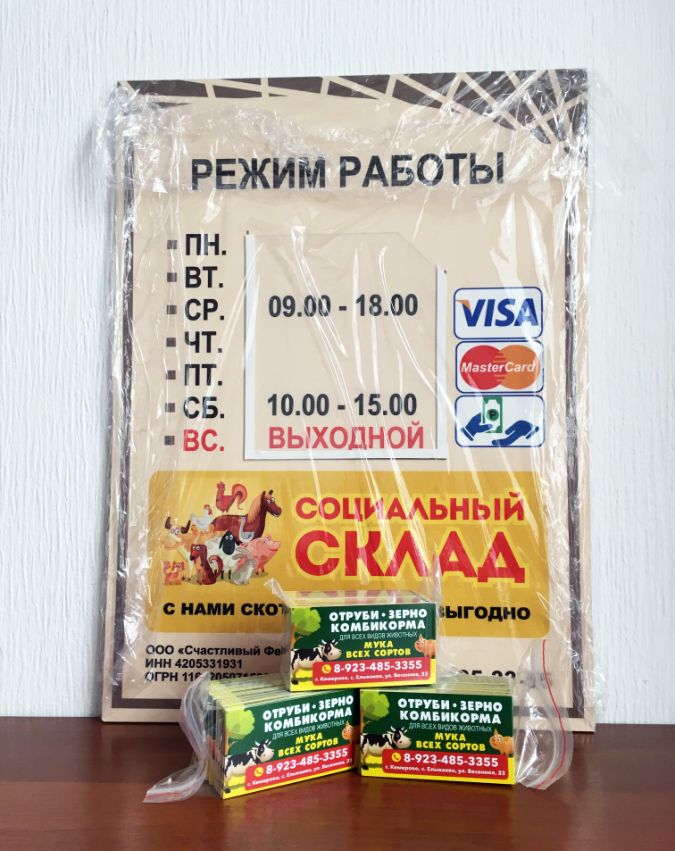 РЕЖИМ РАБОТЫ
ПН.
ВТ.
СР. 09.00 - 18.00
ЧТ.
ПТ.
СБ. 10.00 - 15.00
ВС. ВЫХОДНОЙ
VISA
MasterCard
СОЦИАЛЬНЫЙ
СКЛАД
С НАМИ ВЫГОДНО
ООО «Счастливый
ИНН 4205331931
ОГРН
ОТРУБИ • ЗЕРНО
КОМБИКОРМА
ДЛЯ ВСЕХ ВИДОВ ЖИВОТНЫХ
МУКА
ВСЕХ СОРТОВ
8-923-485-3355
г. Кемерово, с. Елыкаево, ул. Весенняя, 33
ОТРУБИ • ЗЕРНО
КОМБИКОРМА
ДЛЯ ВСЕХ ВИДОВ ЖИВОТНЫХ
МУКА
ВСЕХ СОРТОВ
8-923-485-3355
г. Кемерово, с. Елыкаево, ул. Весенняя, 33
ОТРУБИ • ЗЕРНО
КОМБИКОРМА
ДЛЯ ВСЕХ ВИДОВ ЖИВОТНЫХ
МУКА
ВСЕХ СОРТОВ
8-923-485-3355
г. Кемерово, с. Елыкаево, ул. Весенняя, 33